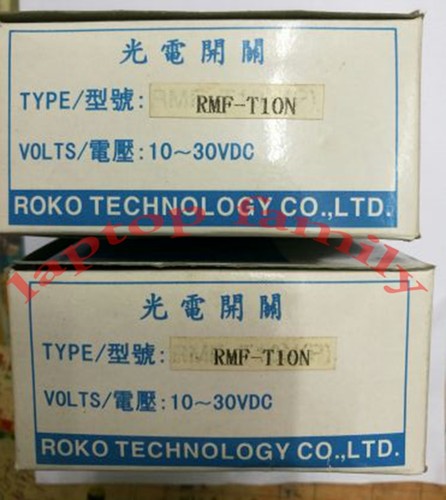 光電開關
TYPE/型號: RMF-T10N
VOLTS/電壓:10~30VDC
ROKO TECHNOLOGY CO.,LTD.
laptop family
光電開關
TYPE/型號: RMF-T10N
VOLTS/電壓:10~30VDC
ROKO TECHNOLOGY CO.,LTD.